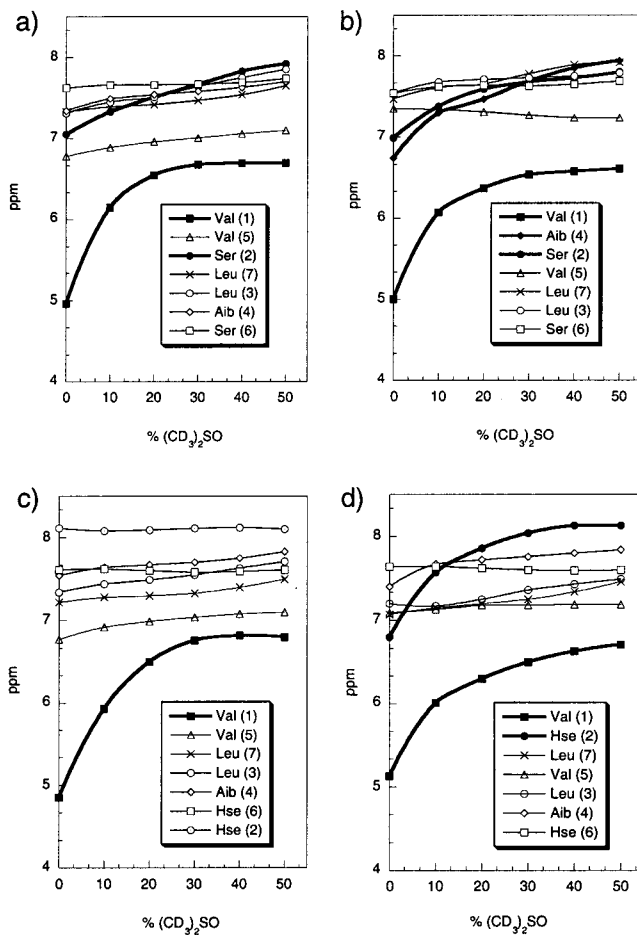 a)
8
7
6
5
4
ppm
Val (1)
Val (5)
Ser (2)
Leu (7)
Leu (3)
Aib (4)
Ser (6)
0 10 20 30 40 50
% (CD3)2SO
b)
8
7
6
5
4
ppm
Val (1)
Aib (4)
Ser (2)
Val (5)
Leu (7)
Leu (3)
Ser (6)
0 10 20 30 40 50
% (CD3)2SO
c)
8
7
6
5
4
ppm
Val (1)
Val (5)
Leu (7)
Leu (3)
Aib (4)
Hse (6)
Hse (2)
0 10 20 30 40 50
% (CD3)2SO
d)
8
7
6
5
4
ppm
Val (1)
Hse (2)
Leu (7)
Val (5)
Leu (3)
Aib (4)
Hse (6)
0 10 20 30 40 50
% (CD3)2SO